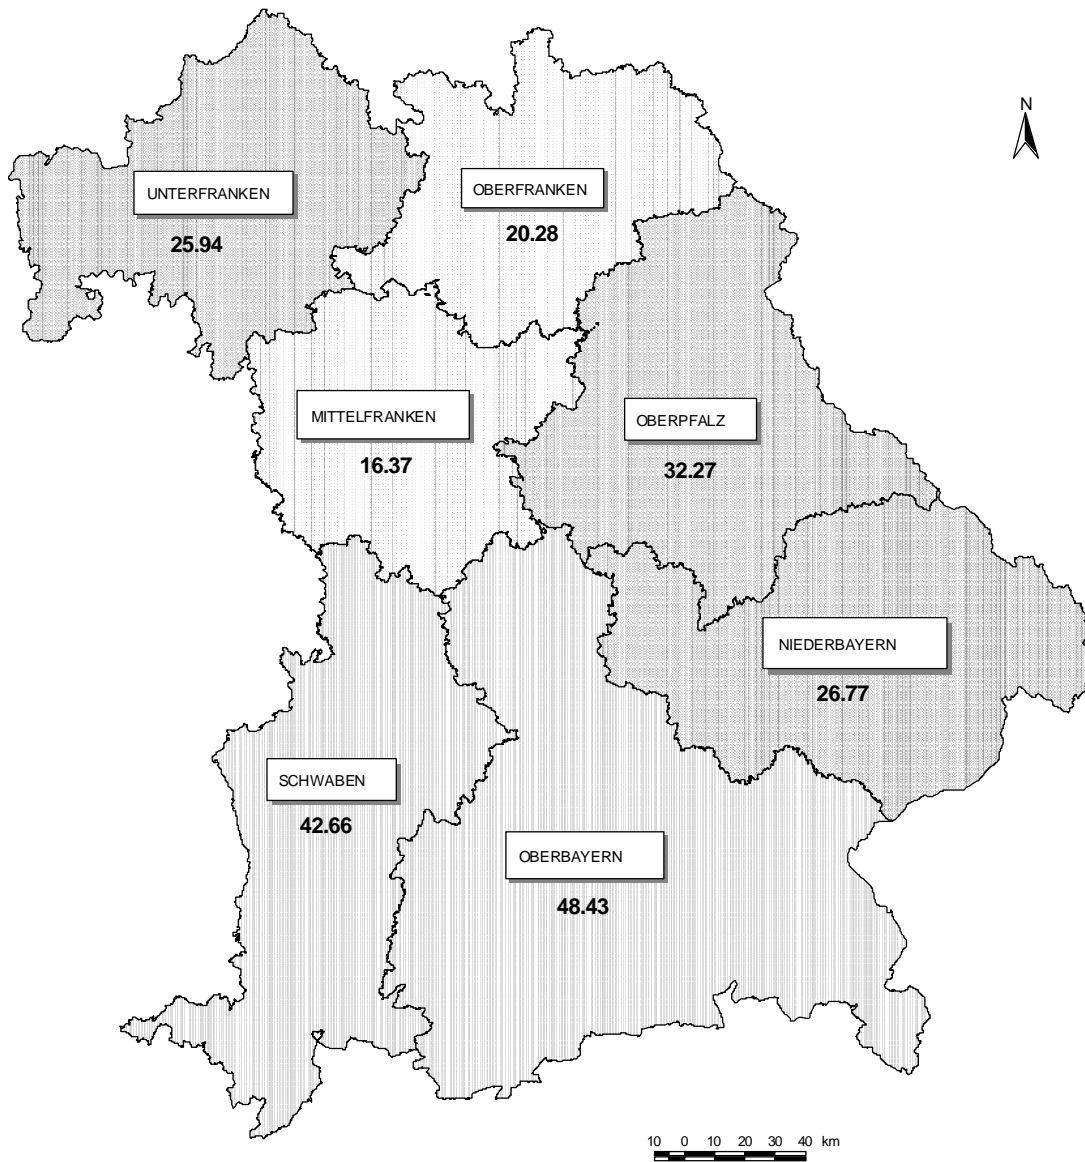 N
UNTERFRANKEN
25.94
OBERFRANKEN
20.28
MITTELFRANKEN
16.37
OBERPFALZ
32.27
NIEDERBAYERN
26.77
SCHWABEN
42.66
OBERBAYERN
48.43
10 0 10 20 30 40 km